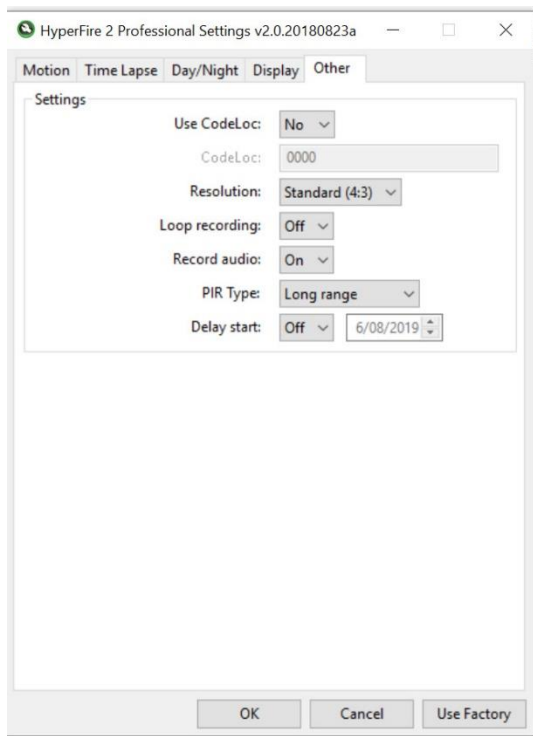 HyperFire 2 Professional Settings v2.0.20180823a
Motion Time Lapse Day/Night Display Other
Settings
Use CodeLoc: No
CodeLoc: 0000
Resolution: Standard (4:3)
Loop recording: Off
Record audio: On
PIR Type: Long range
Delay start: Off 6/08/2019
OK Cancel Use Factory